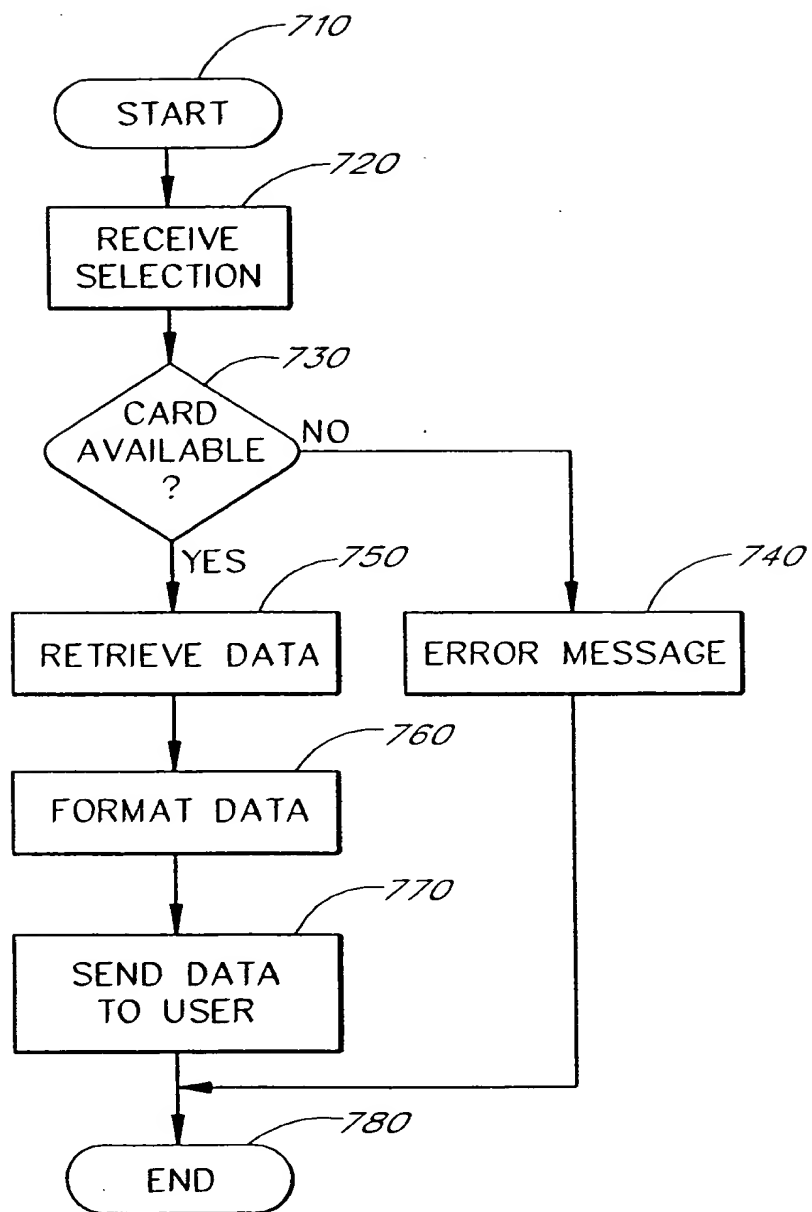 710
START
720
RECEIVE
SELECTION
730
CARD
AVAILABLE
?
NO
YES
750
RETRIEVE DATA
740
ERROR MESSAGE
760
FORMAT DATA
770
SEND DATA
TO USER
780
END